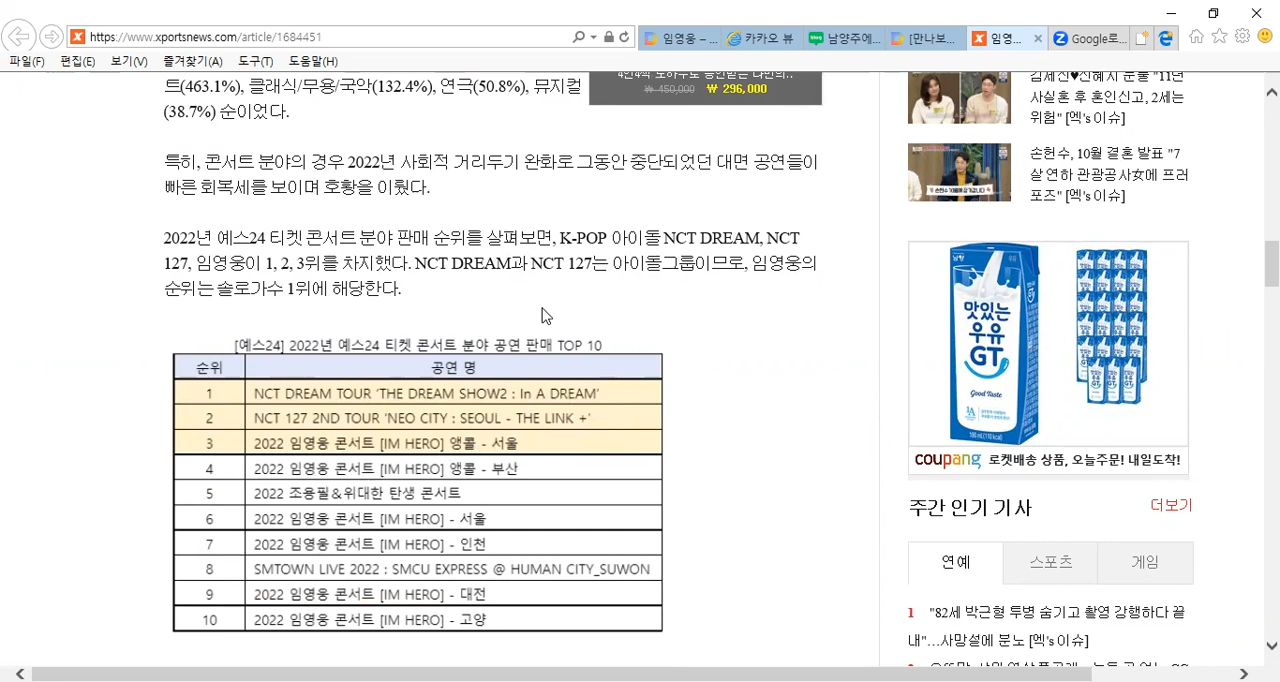 https://www.xportsnews.com/article/1684451
임영웅 – ...
카카오 뷰
남양주에...
[만나보...
임영...
Google로...
파일(F) 편집(E) 보기(V) 즐겨찾기(A) 도구(T) 도움말(H)
트(463.1%), 클래식/무용/국악(132.4%), 연극(50.8%), 뮤지컬
(38.7%) 순이었다.
₩ 450,000 ₩ 296,000
특히, 콘서트 분야의 경우 2022년 사회적 거리두기 완화로 그동안 중단되었던 대면 공연들이
빠른 회복세를 보이며 호황을 이뤘다.
2022년 예스24 티켓 콘서트 분야 판매 순위를 살펴보면, K-POP 아이돌 NCT DREAM, NCT
127, 임영웅이 1, 2, 3위를 차지했다. NCT DREAM과 NCT 127는 아이돌그룹이므로, 임영웅의
순위는 솔로가수 1위에 해당한다.
[예스24] 2022년 예스24 티켓 콘서트 분야 공연 판매 TOP 10
순위 공연 명
1 NCT DREAM TOUR ‘THE DREAM SHOW2 : In A DREAM’
2 NCT 127 2ND TOUR ‘NEO CITY : SEOUL - THE LINK +’
3 2022 임영웅 콘서트 [IM HERO] 앵콜 - 서울
4 2022 임영웅 콘서트 [IM HERO] 앵콜 - 부산
5 2022 조용필&위대한 탄생 콘서트
6 2022 임영웅 콘서트 [IM HERO] - 서울
7 2022 임영웅 콘서트 [IM HERO] - 인천
8 SMTOWN LIVE 2022 : SMCU EXPRESS @ HUMAN CITY_SUWON
9 2022 임영웅 콘서트 [IM HERO] - 대전
10 2022 임영웅 콘서트 [IM HERO] - 고양
김세진♥진혜지 눈물 "11년
사실혼 후 혼인신고, 2세는
위험" [엑's 이슈]
손헌수, 10월 결혼 발표 "7
살 연하 관광공사女에 프러
포즈" [엑's 이슈]
맛있는
우유
GT
Good Taste
coupang 로켓배송 상품, 오늘주문! 내일도착!
주간 인기 기사 더보기
연예 스포츠 게임
1 "82세 박근형 투병 숨기고 촬영 강행하다 끝
내"…사망설에 분노 [엑's 이슈]